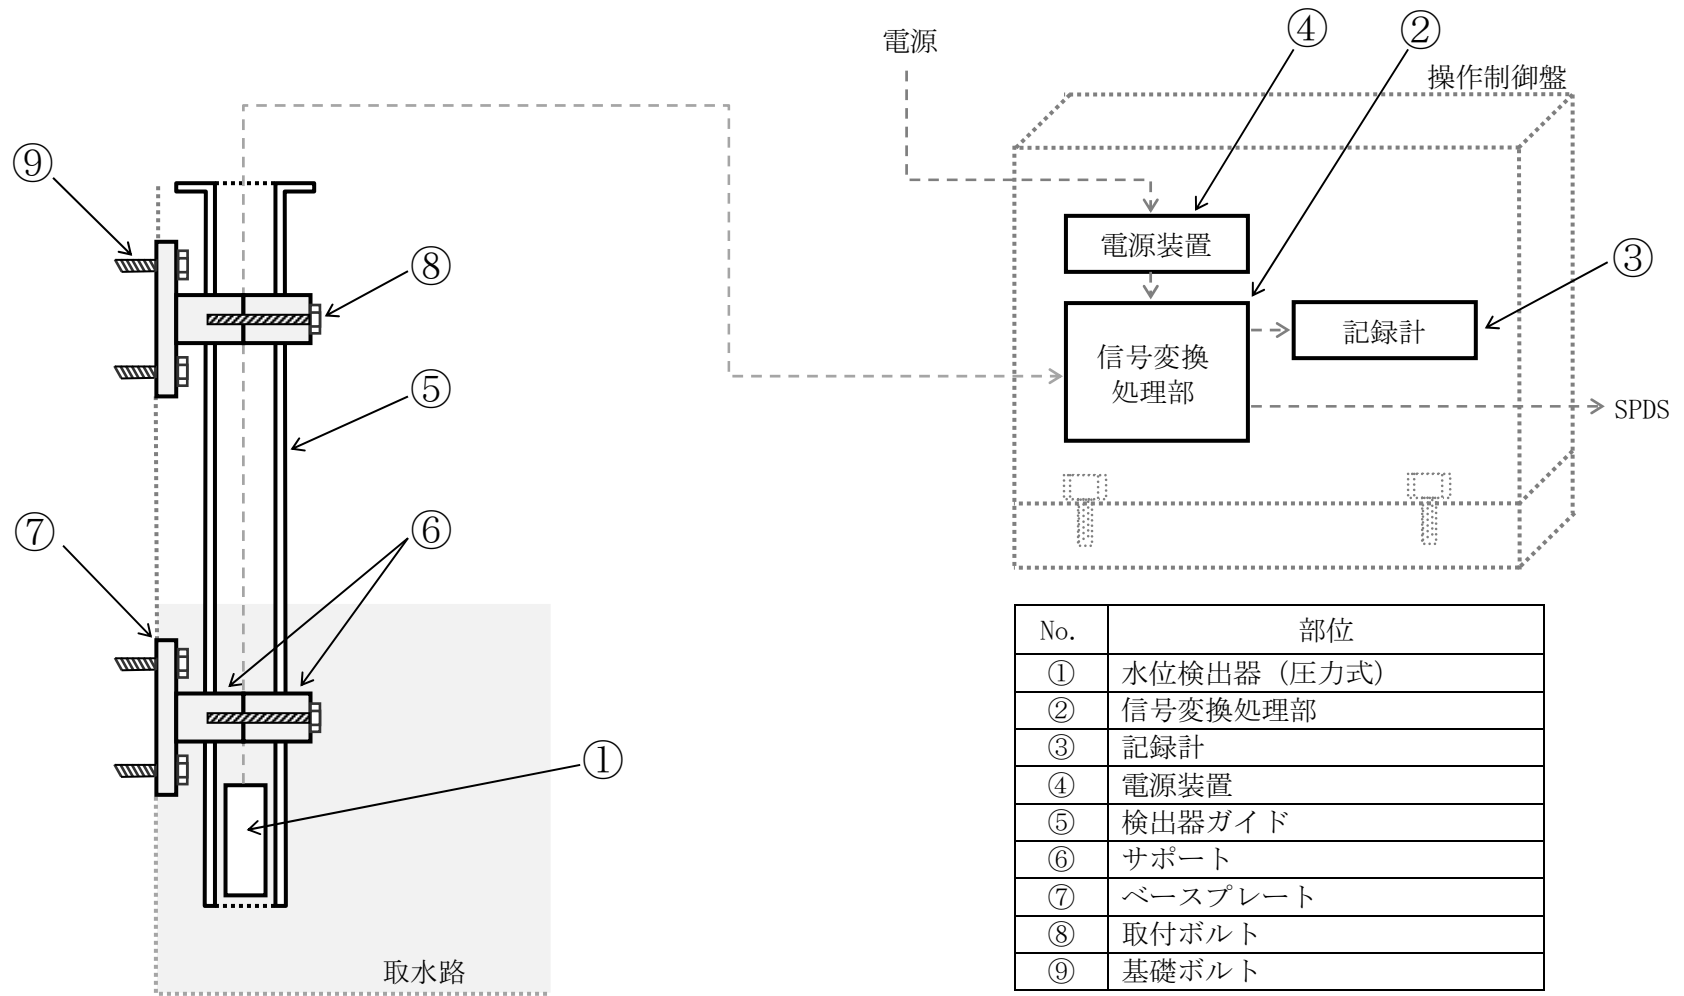 電源
④
②
操作制御盤
⑨
⑧
電源装置
③
記録計
信号変換
処理部
⑤
SPDS
⑦
⑥
①
取水路
No. 部位
① 水位検出器（圧力式）
② 信号変換処理部
③ 記録計
④ 電源装置
⑤ 検出器ガイド
⑥ サポート
⑦ ベースプレート
⑧ 取付ボルト
⑨ 基礎ボルト